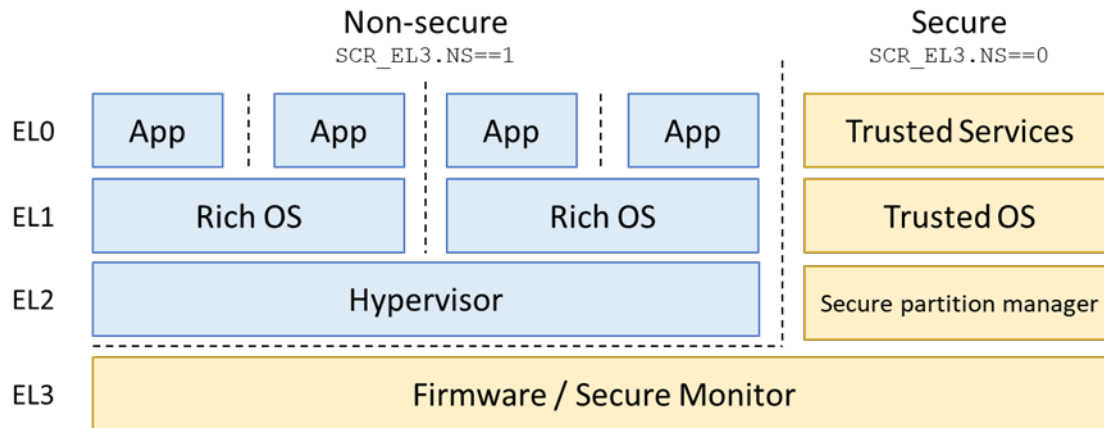 Non-secure
SCR_EL3.NS==1
Secure
SCR_EL3.NS==0
EL0
App
App
App
App
Trusted Services
EL1
Rich OS
Rich OS
Trusted OS
EL2
Hypervisor
Secure partition manager
EL3
Firmware / Secure Monitor